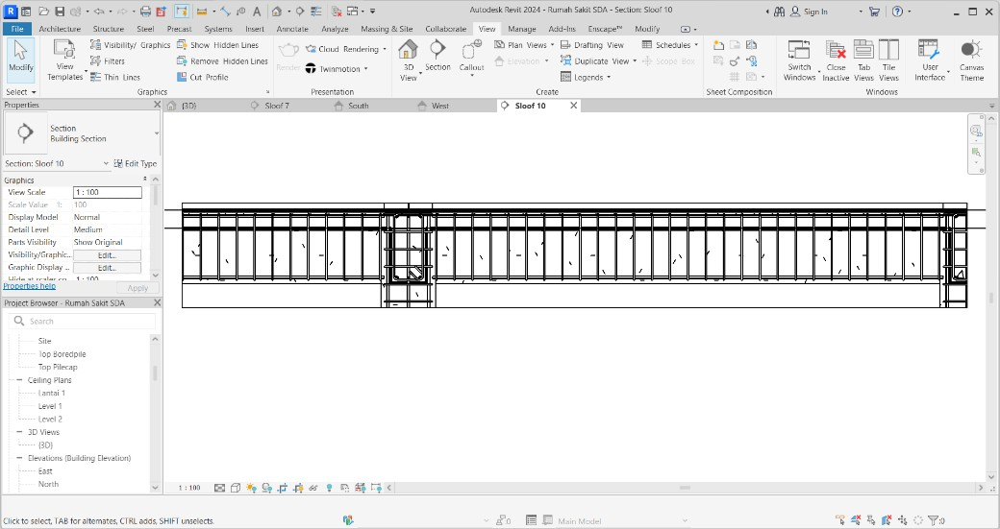 Autodesk Revit 2024 - Rumah Sakit SDA - Section: Sloof 10
Sign In
File Architecture Structure Steel Precast Systems Insert Annotate Analyze Massing & Site Collaborate View Manage Add-Ins Enscape™ Modify
Modify
View Templates
Visibility/ Graphics
Filters
Thin Lines
Show Hidden Lines
Remove Hidden Lines
Cut Profile
Render
Cloud Rendering
Twinmotion
3D View
Section
Callout
Plan Views
Elevation
Drafting View
Duplicate View
Legends
Schedules
Scope Box
Switch Windows
Close Inactive
Tab Views
Tile Views
User Interface
Canvas Theme
Select
Graphics
Presentation
Create
Sheet Composition
Windows
Properties
{3D}
Sloof 7
South
West
Sloof 10
Section
Building Section
Section: Sloof 10
Edit Type
Graphics
View Scale 1 : 100
Scale Value 1: 100
Display Model Normal
Detail Level Medium
Parts Visibility Show Original
Visibility/Graphic... Edit...
Graphic Display ... Edit...
Hide at scales co... 1 : 100
Properties help
Apply
Project Browser - Rumah Sakit SDA
Search
Site
Top Boredpile
Top Pilecap
Ceiling Plans
Lantai 1
Level 1
Level 2
3D Views
{3D}
Elevations (Building Elevation)
East
North
1 : 100
Click to select, TAB for alternates, CTRL adds, SHIFT unselects.
:0
Main Model
:0